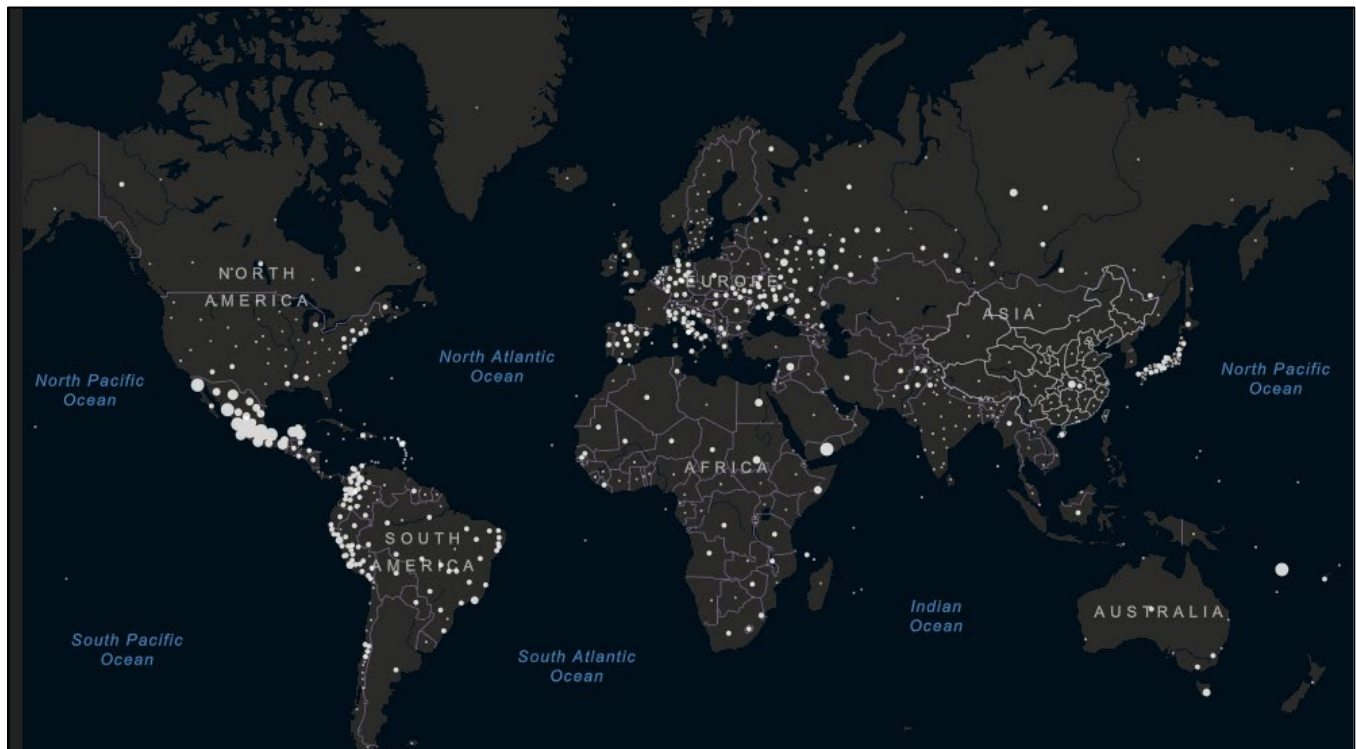 NORTH
AMERICA
EUROPE
ASIA
North Atlantic
Ocean
North Pacific
Ocean
North Pacific
Ocean
AFRICA
SOUTH
AMERICA
Indian
Ocean
AUSTRALIA
South Pacific
Ocean
South Atlantic
Ocean